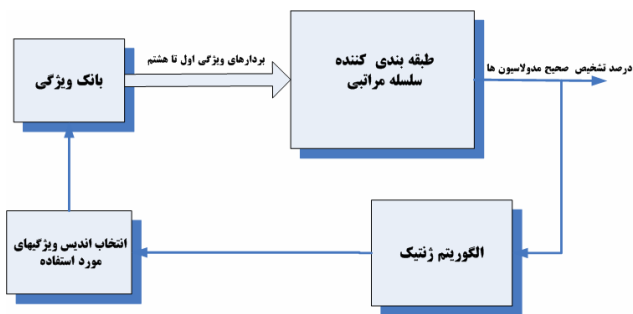 طبقه بندی کننده
سلسله مراتبی
درصد تشخیص صحیح مدولاسیون ها
بردارهای ویژگی اول تا هشتم
بانک ویژگی
انتخاب اندیس ویژگیهای
مورد استفاده
الگوریتم ژنتیک